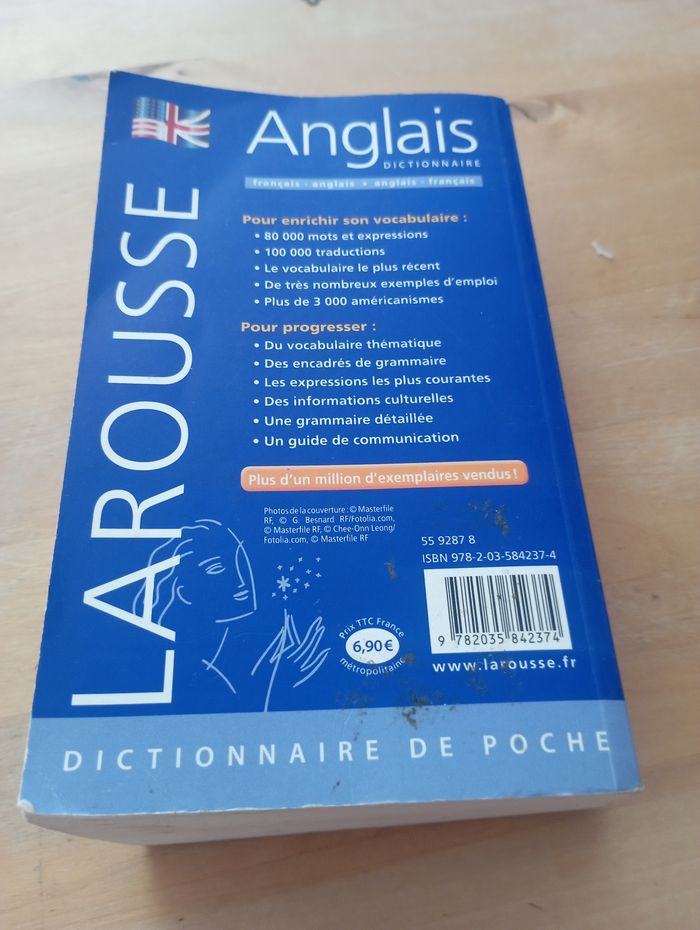 LAROUSSE
Anglais
DICTIONNAIRE
français - anglais • anglais - français
Pour enrichir son vocabulaire :
• 80 000 mots et expressions
• 100 000 traductions
• Le vocabulaire le plus récent
• De très nombreux exemples d'emploi
• Plus de 3 000 américanismes
Pour progresser :
• Du vocabulaire thématique
• Des encadrés de grammaire
• Les expressions les plus courantes
• Des informations culturelles
• Une grammaire détaillée
• Un guide de communication
Plus d'un million d'exemplaires vendus !
Photos de la couverture : © Masterfile
RF, © G. Besnard RF/Fotolia.com,
© Masterfile RF, © Chee-Onn Leong/
Fotolia.com, © Masterfile RF
55 9287 8
ISBN 978-2-03-584237-4
9 782035 842374
Prix TTC France
6,90€
métropolitaine
www.larousse.fr
DICTIONNAIRE DE POCHE